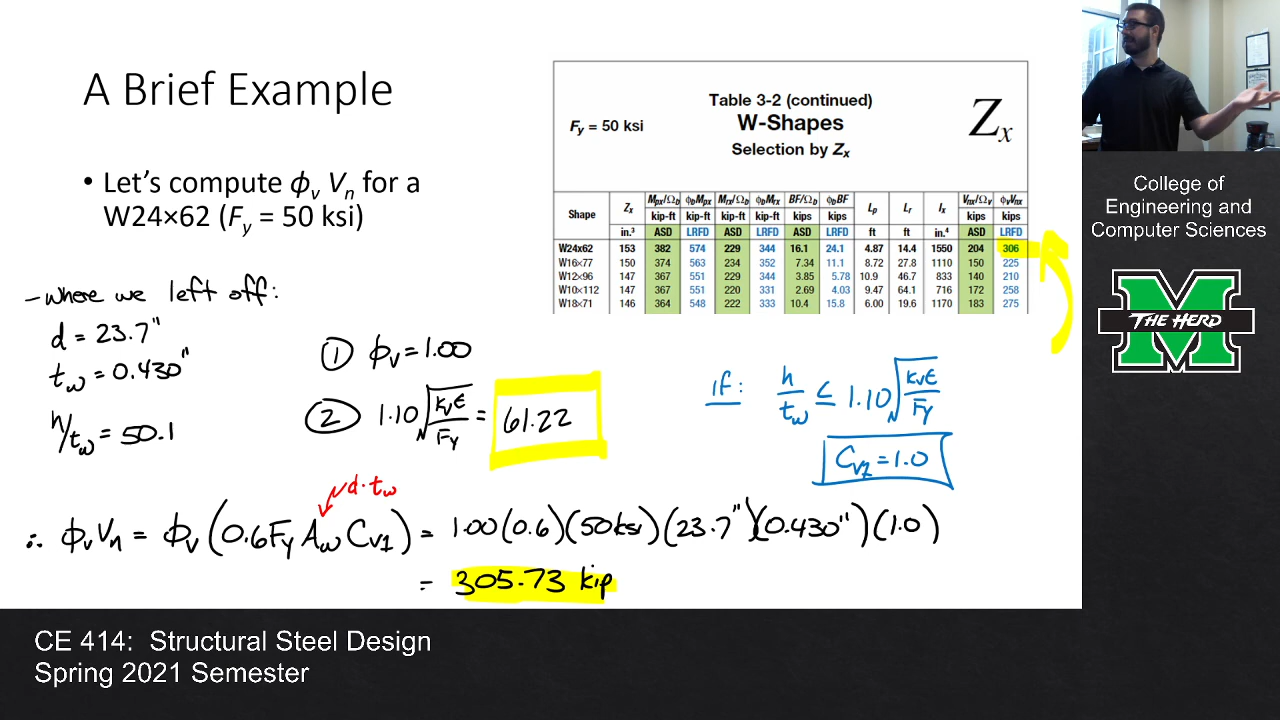 A Brief Example
• Let's compute ϕv Vn for a
W24×62 (Fy = 50 ksi)
Table 3-2 (continued)
Fy = 50 ksi
W-Shapes
Selection by Zx
Zx
Shape Zx Mpx/Ωb ϕbMpx Mrx/Ωb ϕbMrx BF/Ωb ϕbBF Lp Lr Ix Vnx/Ωv ϕvVnx
kip-ft kip-ft kip-ft kip-ft kips kips kips kips
in.³ ASD LRFD ASD LRFD ASD LRFD ft ft in.⁴ ASD LRFD
W24x62 153 382 574 229 344 16.1 24.1 4.87 14.4 1550 204 306
W16×77 150 374 563 234 352 7.34 11.1 8.72 27.8 1110 150 225
W12×96 147 367 551 229 344 3.85 5.78 10.9 46.7 833 140 210
W10×112 147 367 551 220 331 2.69 4.03 9.47 64.1 716 172 258
W18×71 146 364 548 222 333 10.4 15.8 6.00 19.6 1170 183 275
- Where we left off:
d = 23.7"
tw = 0.430"
h/tw = 50.1
① ϕv = 1.00
② 1.10 √(kvE/Fy) = 61.22
if: h/tw ≤ 1.10 √(kvE/Fy)
Cv1 = 1.0
d·tw
∴ ϕvVn = ϕv (0.6 Fy Aw Cv1) = 1.00 (0.6)(50 ksi)(23.7")(0.430")(1.0)
= 305.73 kip
College of
Engineering and
Computer Sciences
THE HERD
CE 414: Structural Steel Design
Spring 2021 Semester